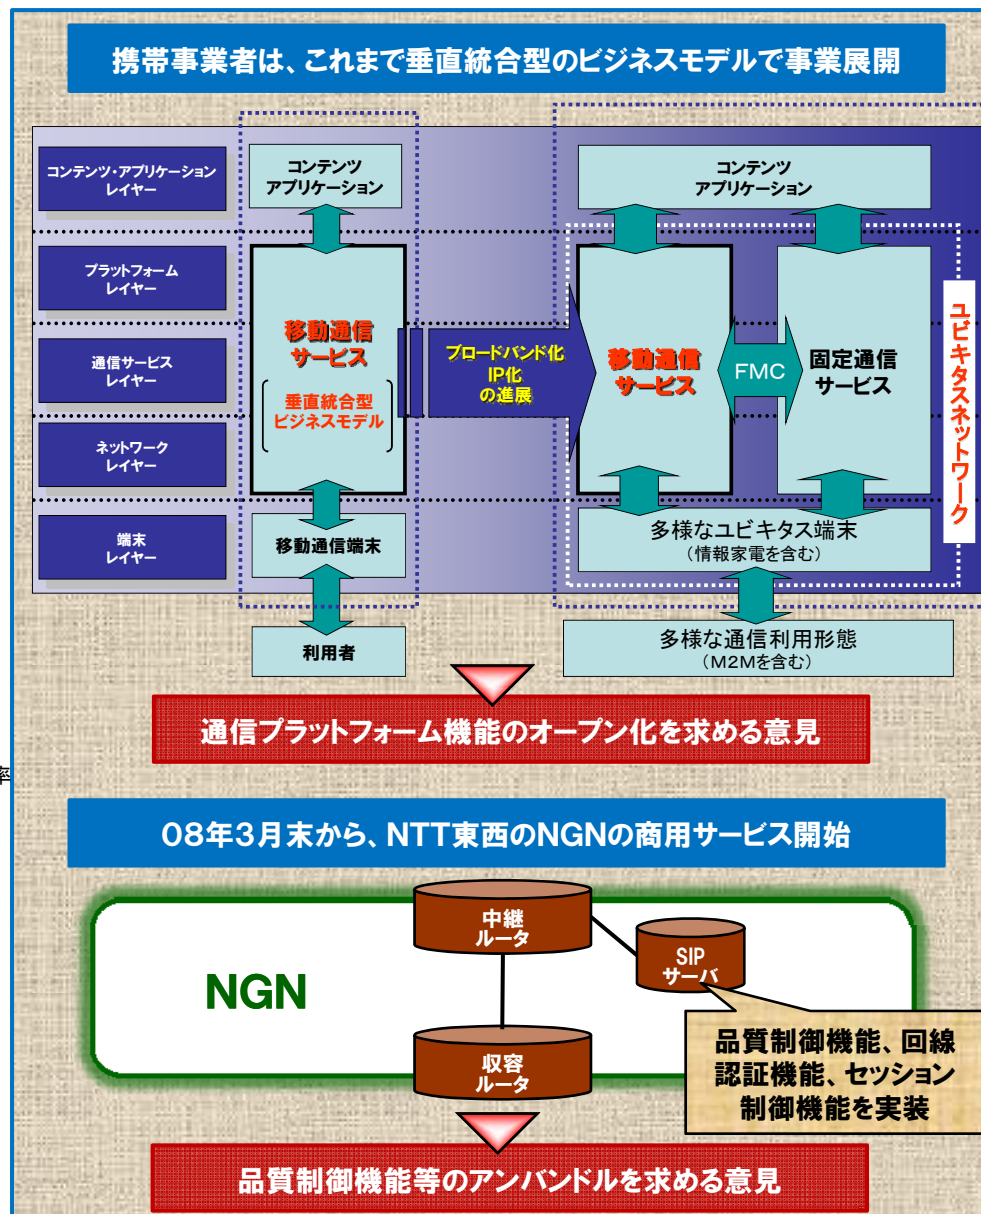 携帯事業者は、これまで垂直統合型のビジネスモデルで事業展開
コンテンツ・アプリケーション
レイヤー
プラットフォーム
レイヤー
通信サービス
レイヤー
ネットワーク
レイヤー
端末
レイヤー
コンテンツ
アプリケーション
移動通信
サービス
垂直統合型
ビジネスモデル
移動通信端末
利用者
ブロードバンド化
IP化
の進展
コンテンツ
アプリケーション
移動通信
サービス
FMC
固定通信
サービス
ユビキタスネットワーク
多様なユビキタス端末
(情報家電を含む)
多様な通信利用形態
(M2Mを含む)
通信プラットフォーム機能のオープン化を求める意見
率
08年3月末から、NTT東西のNGNの商用サービス開始
NGN
中継
ルータ
SIP
サーバ
収容
ルータ
品質制御機能、回線
認証機能、セッション
制御機能を実装
品質制御機能等のアンバンドルを求める意見